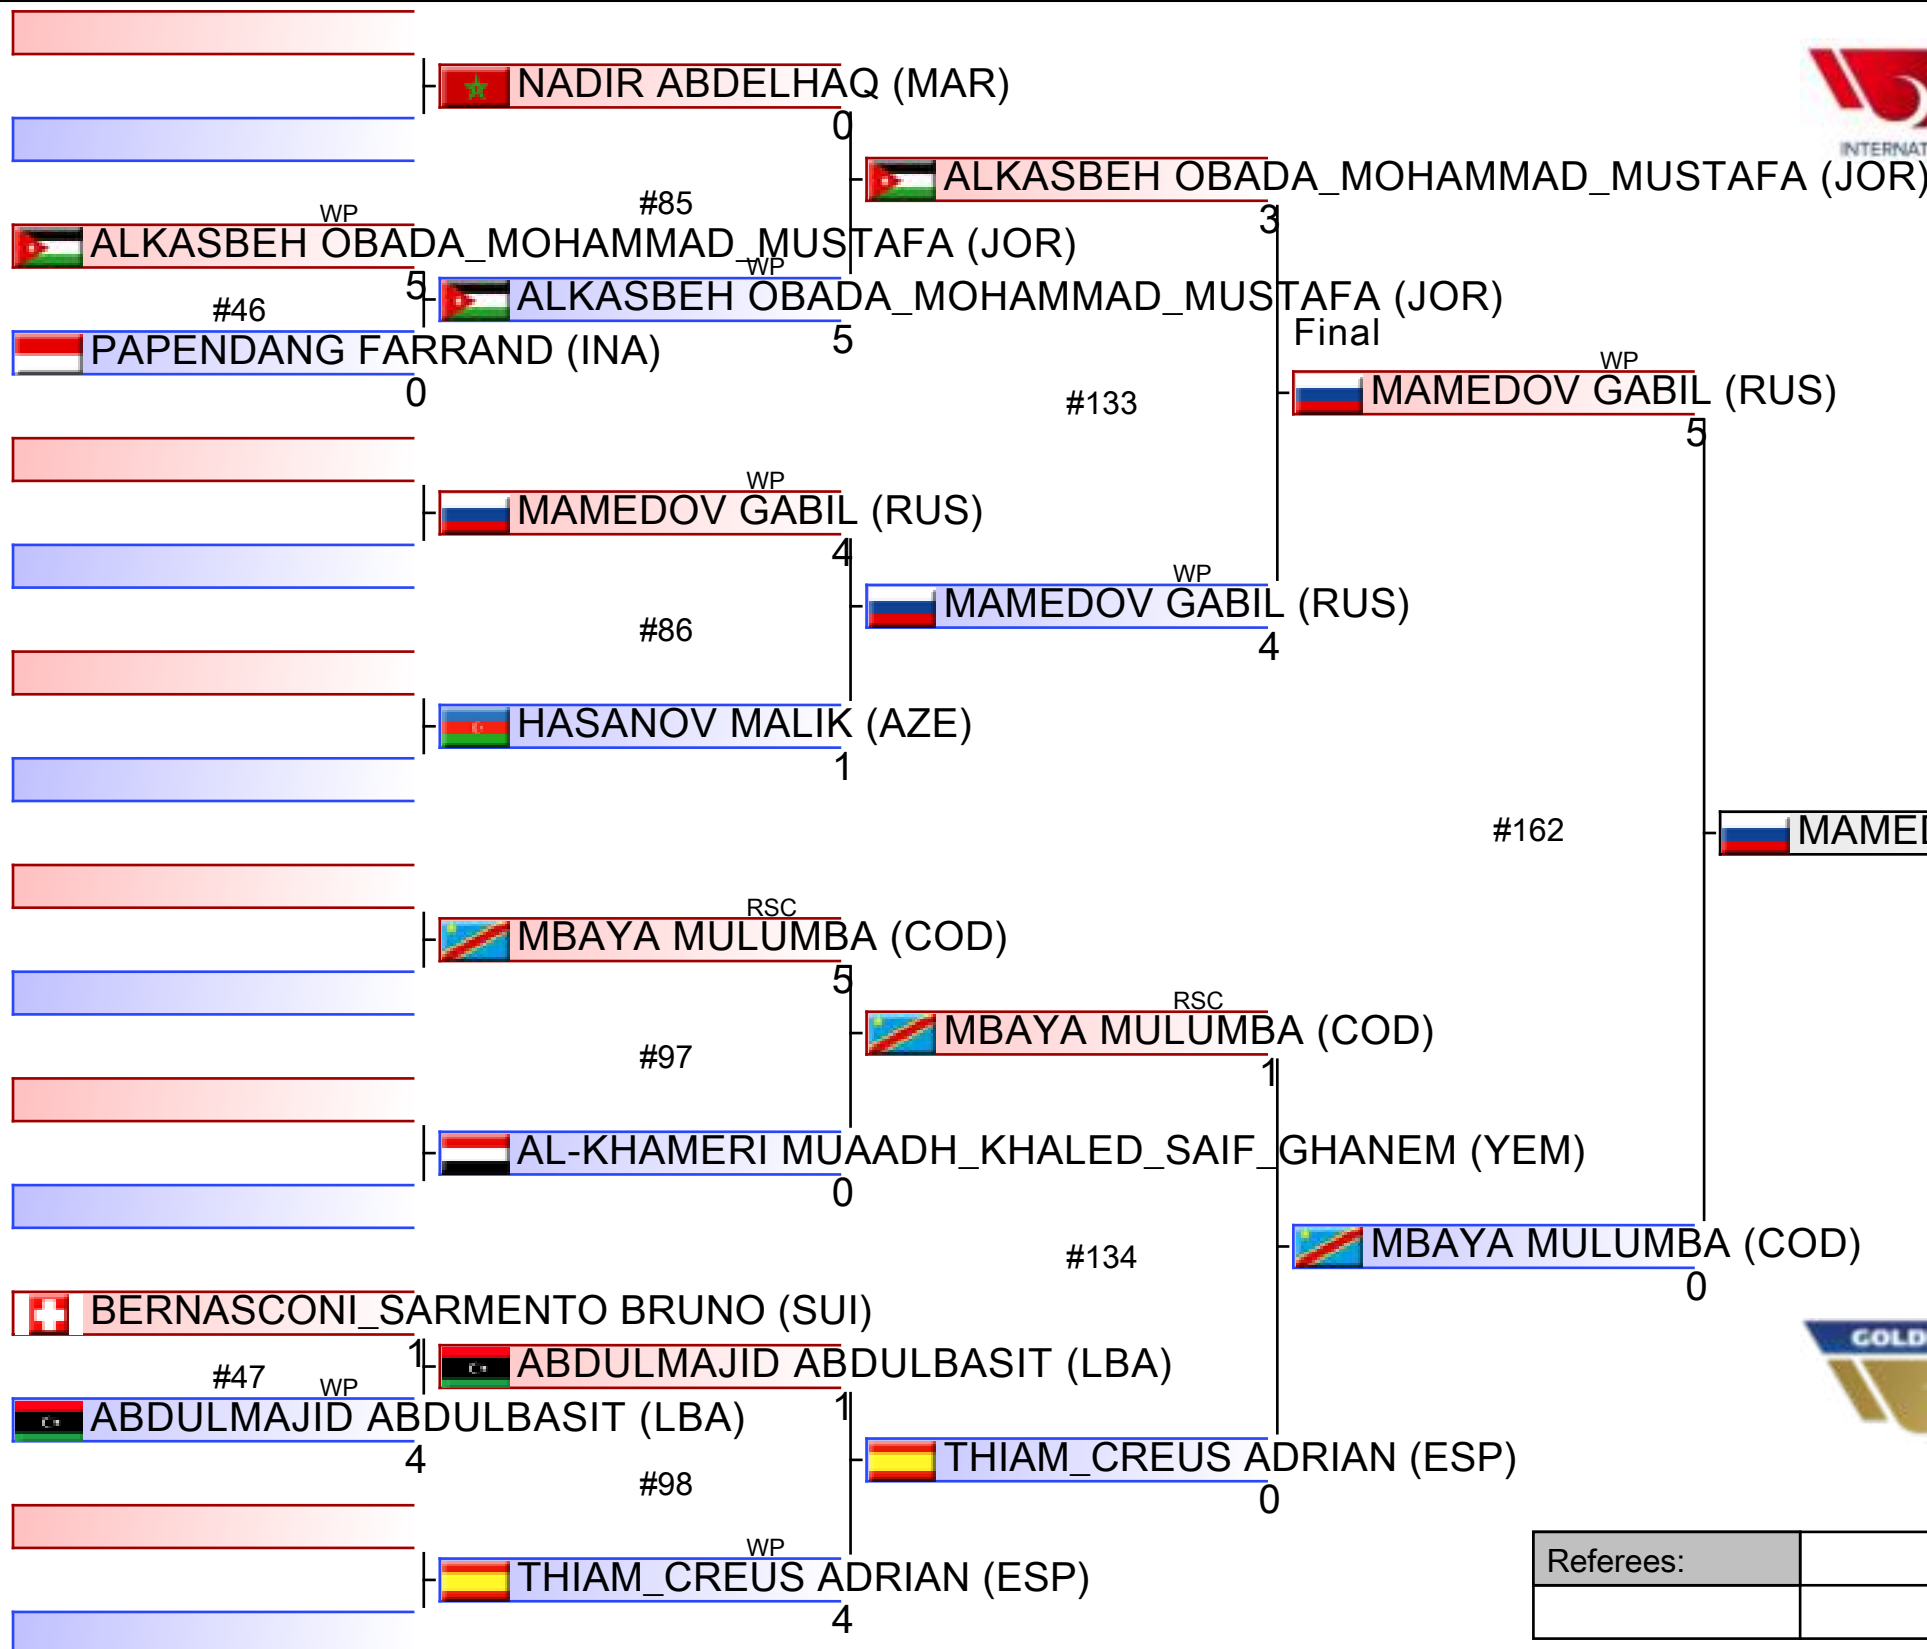 NADIR ABDELHAQ (MAR)
0
INTERNAT
ALKASBEH OBADA_MOHAMMAD_MUSTAFA (JOR)
3
#85
WP
ALKASBEH OBADA_MOHAMMAD_MUSTAFA (JOR)
5
WP
ALKASBEH OBADA_MOHAMMAD_MUSTAFA (JOR)
5
#46
PAPENDANG FARRAND (INA)
0
Final
WP
MAMEDOV GABIL (RUS)
5
#133
WP
MAMEDOV GABIL (RUS)
4
WP
MAMEDOV GABIL (RUS)
4
#86
HASANOV MALIK (AZE)
1
#162
MAMED
RSC
MBAYA MULUMBA (COD)
5
RSC
MBAYA MULUMBA (COD)
1
#97
AL-KHAMERI MUAADH_KHALED_SAIF_GHANEM (YEM)
0
#134
MBAYA MULUMBA (COD)
0
BERNASCONI_SARMENTO BRUNO (SUI)
1
GOLD
ABDULMAJID ABDULBASIT (LBA)
1
#47
WP
ABDULMAJID ABDULBASIT (LBA)
4
THIAM_CREUS ADRIAN (ESP)
0
#98
WP
THIAM_CREUS ADRIAN (ESP)
4
Referees: